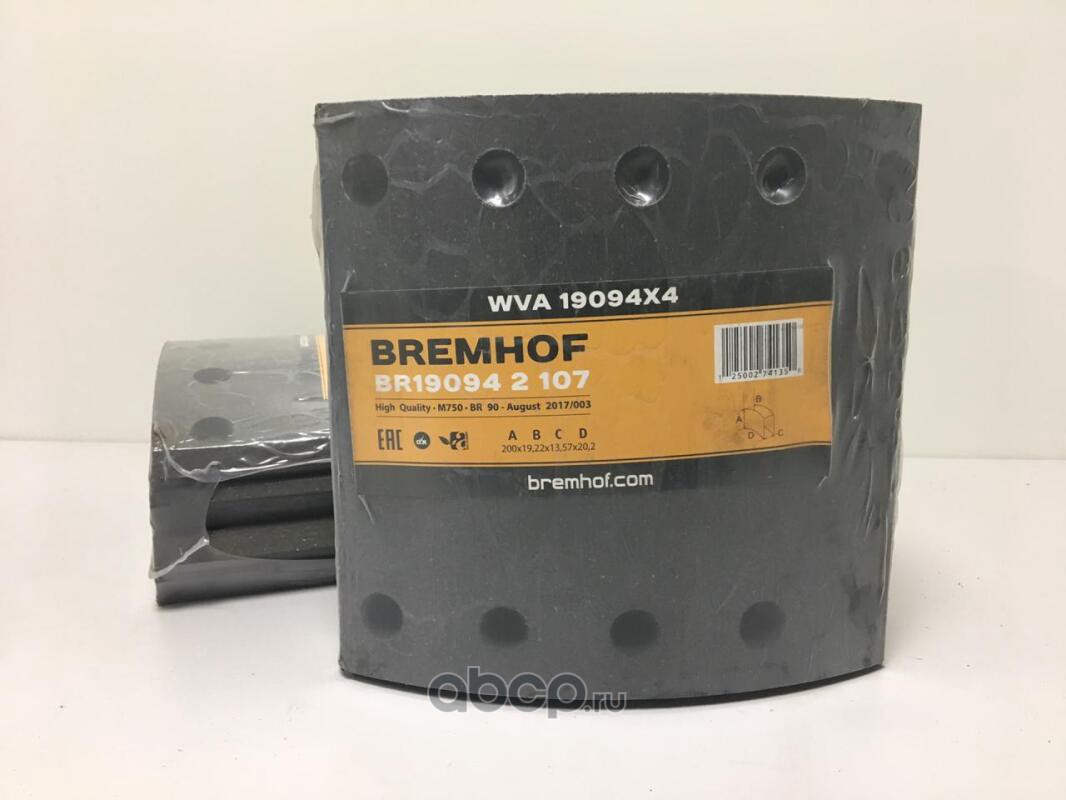 WVA 19094X4
BREMHOF
BR19094 2 107
High Quality - M750 - BR 90 - August 2017/003
EAC
A B C D
200x19,22x13,57x20,2
B
A
D C
bremhof.com
abcp.ru